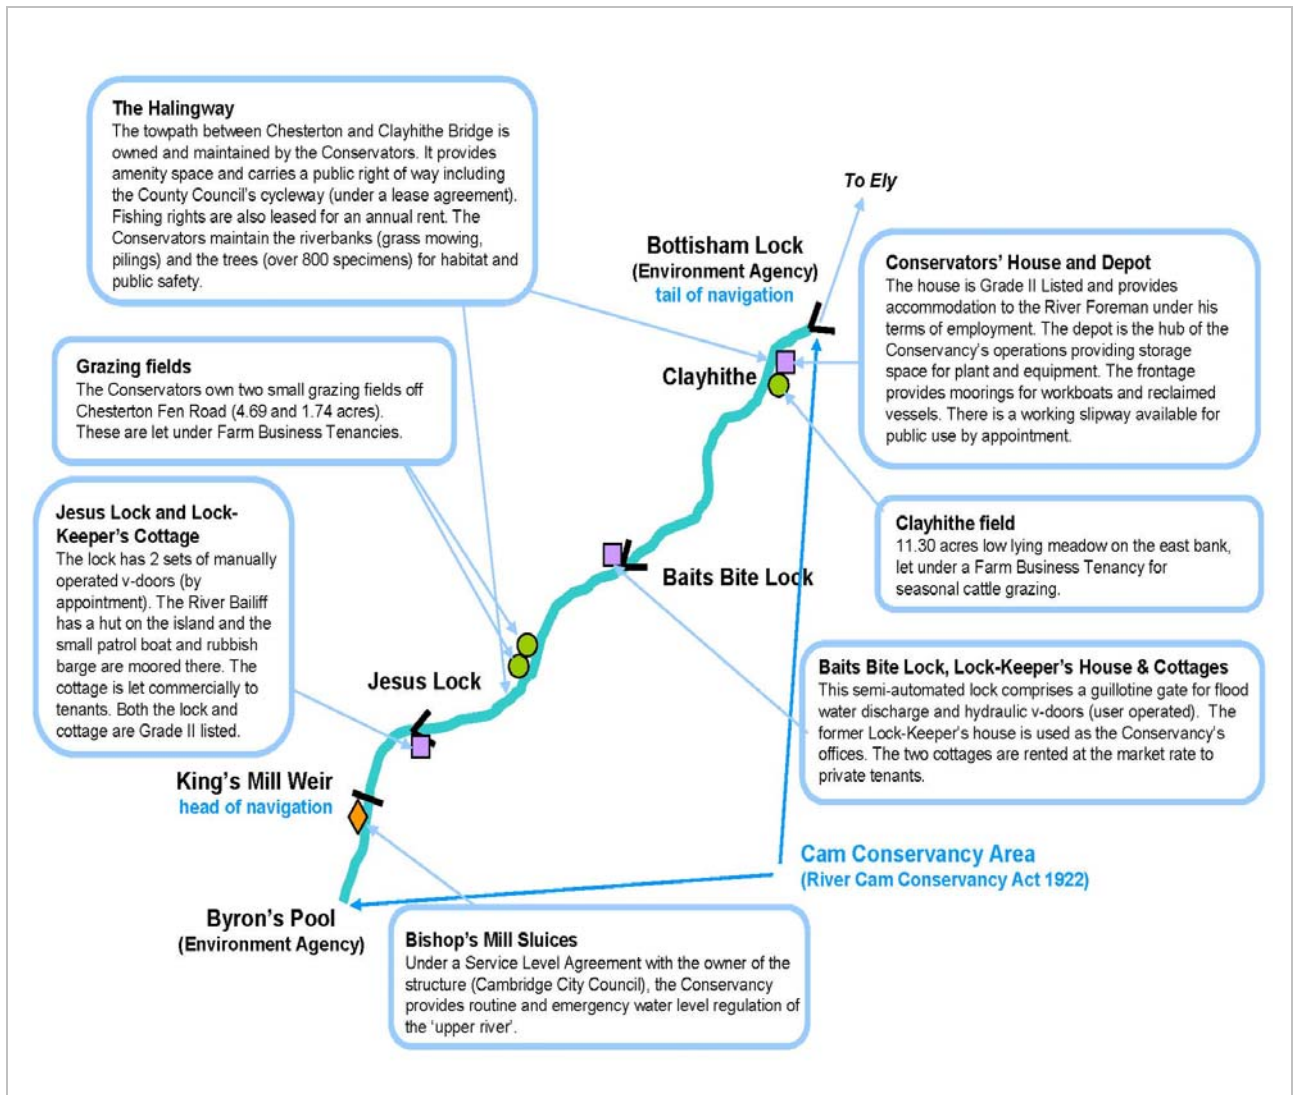 The Halingway
The towpath between Chesterton and Clayhithe Bridge is
owned and maintained by the Conservators. It provides
amenity space and carries a public right of way including
the County Council's cycleway (under a lease agreement).
Fishing rights are also leased for an annual rent. The
Conservators maintain the riverbanks (grass mowing,
pilings) and the trees (over 800 specimens) for habitat and
public safety.
To Ely
Bottisham Lock
(Environment Agency)
tail of navigation
Conservators' House and Depot
The house is Grade II Listed and provides
accommodation to the River Foreman under his
terms of employment. The depot is the hub of the
Conservancy's operations providing storage
space for plant and equipment. The frontage
provides moorings for workboats and reclaimed
vessels. There is a working slipway available for
public use by appointment.
Grazing fields
The Conservators own two small grazing fields off
Chesterton Fen Road (4.69 and 1.74 acres).
These are let under Farm Business Tenancies.
Clayhithe
Jesus Lock and Lock-
Keeper's Cottage
The lock has 2 sets of manually
operated v-doors (by
appointment). The River Bailiff
has a hut on the island and the
small patrol boat and rubbish
barge are moored there. The
cottage is let commercially to
tenants. Both the lock and
cottage are Grade II listed.
Clayhithe field
11.30 acres low lying meadow on the east bank,
let under a Farm Business Tenancy for
seasonal cattle grazing.
Baits Bite Lock
Jesus Lock
Baits Bite Lock, Lock-Keeper's House & Cottages
This semi-automated lock comprises a guillotine gate for flood
water discharge and hydraulic v-doors (user operated). The
former Lock-Keeper's house is used as the Conservancy's
offices. The two cottages are rented at the market rate to
private tenants.
King's Mill Weir
head of navigation
Cam Conservancy Area
(River Cam Conservancy Act 1922)
Byron's Pool
(Environment Agency)
Bishop's Mill Sluices
Under a Service Level Agreement with the owner of the
structure (Cambridge City Council), the Conservancy
provides routine and emergency water level regulation of
the 'upper river'.